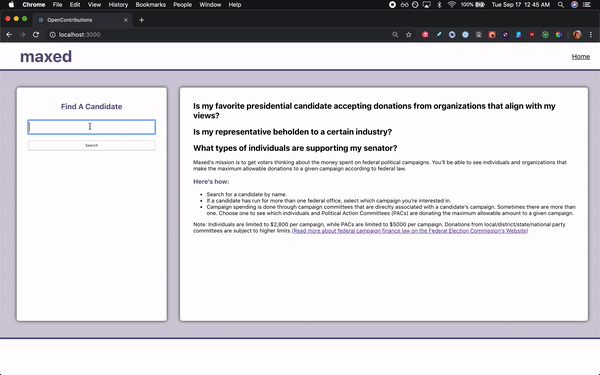 Chrome File Edit View History Bookmarks People Window Help 100% Tue Sep 17 12:45 AM
OpenContributions
localhost:3000
maxed
Home
Find A Candidate
Search
Is my favorite presidential candidate accepting donations from organizations that align with my
views?
Is my representative beholden to a certain industry?
What types of individuals are supporting my senator?
Maxed's mission is to get voters thinking about the money spent on federal political campaigns. You'll be able to see individuals and organizations that
make the maximum allowable donations to a given campaign according to federal law.
Here's how:
Search for a candidate by name.
If a candidate has run for more than one federal office, select which campaign you're interested in.
Campaign spending is done through campaign committees that are directly associated with a candidate's campaign. Sometimes there are more than
one. Choose one to see which individuals and Political Action Committees (PACs) are donating the maximum allowable amount to a given campaign.
Note: Individuals are limited to $2,800 per campaign, while PACs are limited to $5000 per campaign. Donations from local/district/state/national party
committees are subject to higher limits.(Read more about federal campaign finance law on the Federal Election Commission's Website)